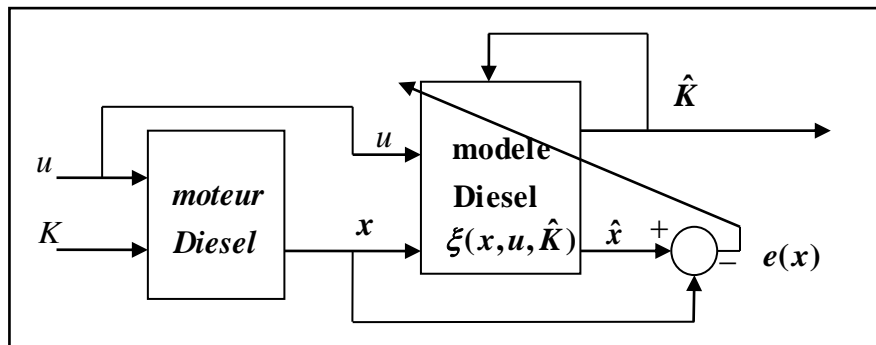 u
K
moteur
Diesel
x
u
modele
Diesel
ξ(x,u,K̂)
K̂
x̂
+
−
e(x)